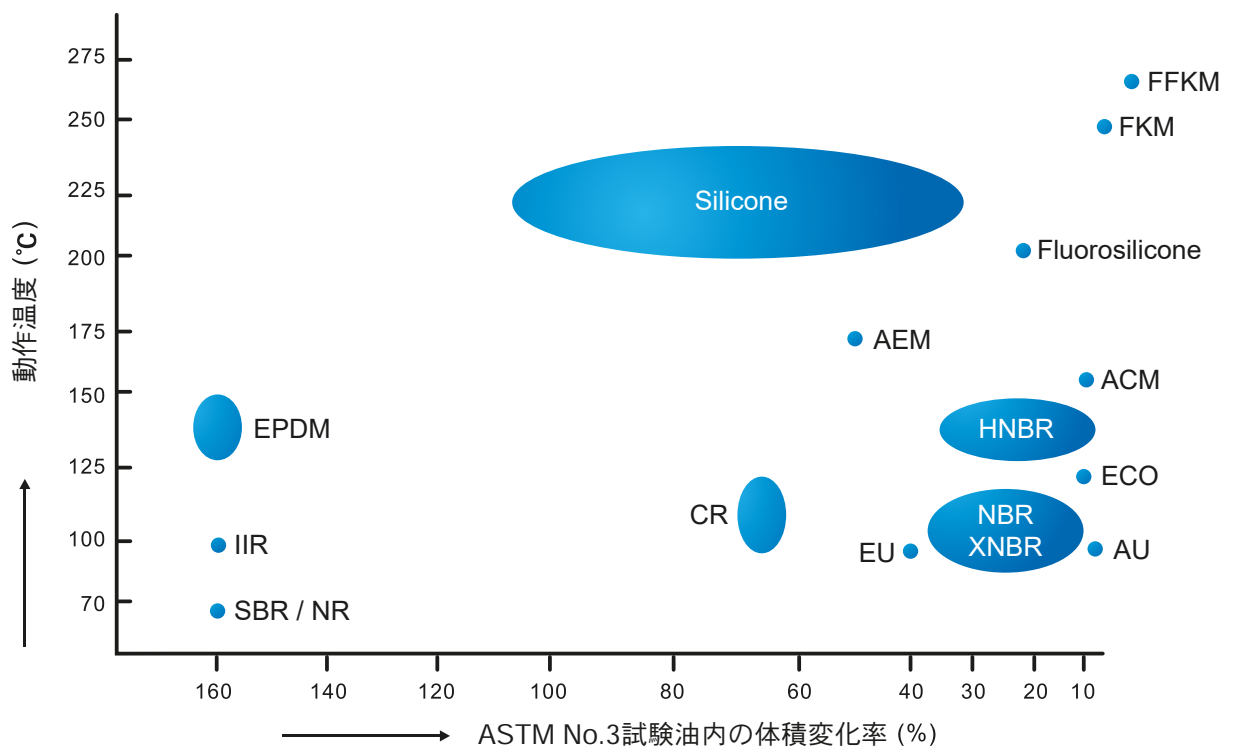 275
FFKM
250
FKM
225
Silicone
Fluorosilicone
200
175
AEM
ACM
150
EPDM
HNBR
125
ECO
CR
NBR
XNBR
100
IIR
EU
AU
70
SBR / NR
動作温度 (℃)
160 140 120 100 80 60 40 30 20 10
ASTM No.3試験油内の体積変化率 (%)